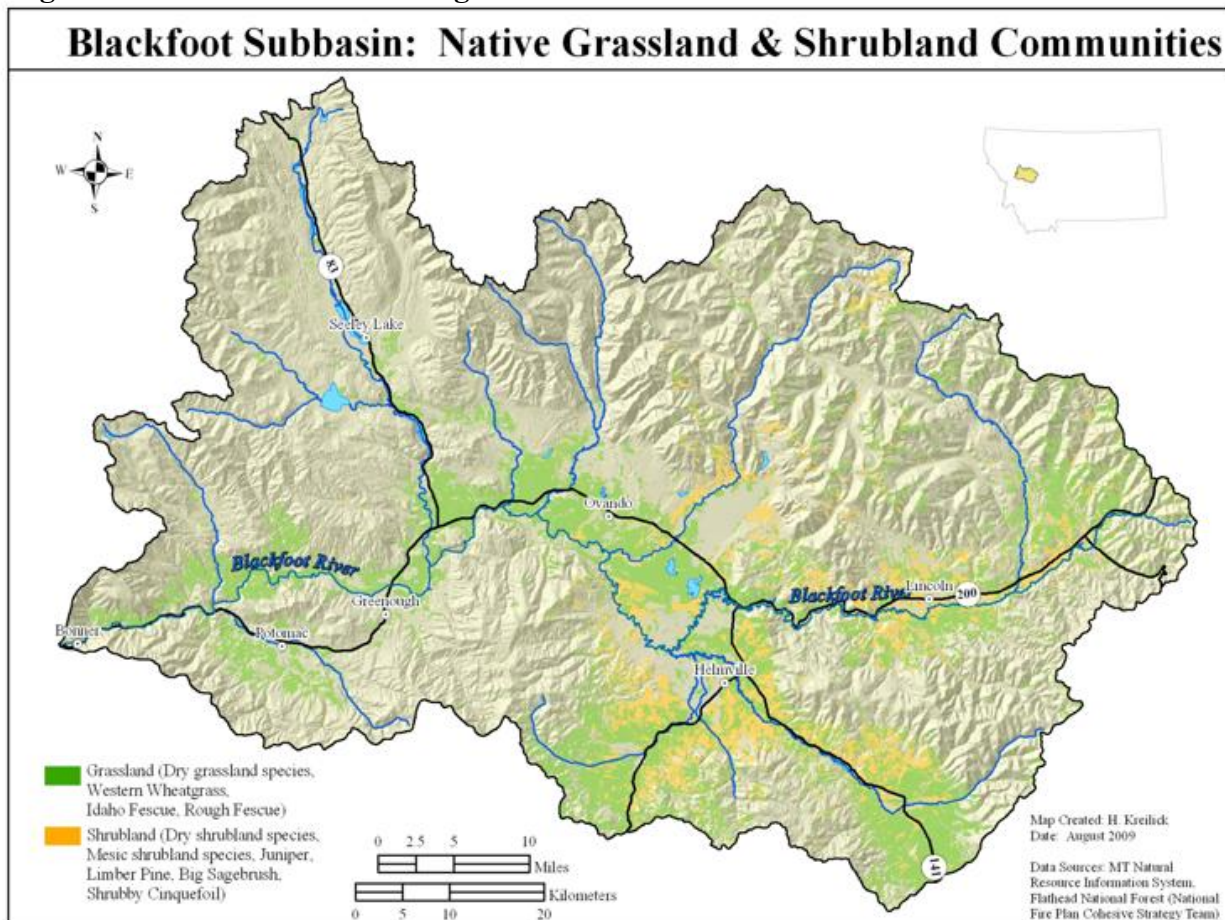 Blackfoot Subbasin: Native Grassland & Shrubland Communities
N
W
E
S
83
Seeley Lake
Ovando
Blackfoot River
Greenough
Blackfoot River
Lincoln
200
Bonner
Potomac
Helmville
141
Grassland (Dry grassland species,
Western Wheatgrass,
Idaho Fescue, Rough Fescue)
Shrubland (Dry shrubland species,
Mesic shrubland species, Juniper,
Limber Pine, Big Sagebrush,
Shrubby Cinquefoil)
0 2.5 5 10
Miles
Kilometers
0 5 10 20
Map Created: H. Kreilick
Date: August 2009
Data Sources: MT Natural
Resource Information System,
Flathead National Forest (National
Fire Plan Cohesive Strategy Team)